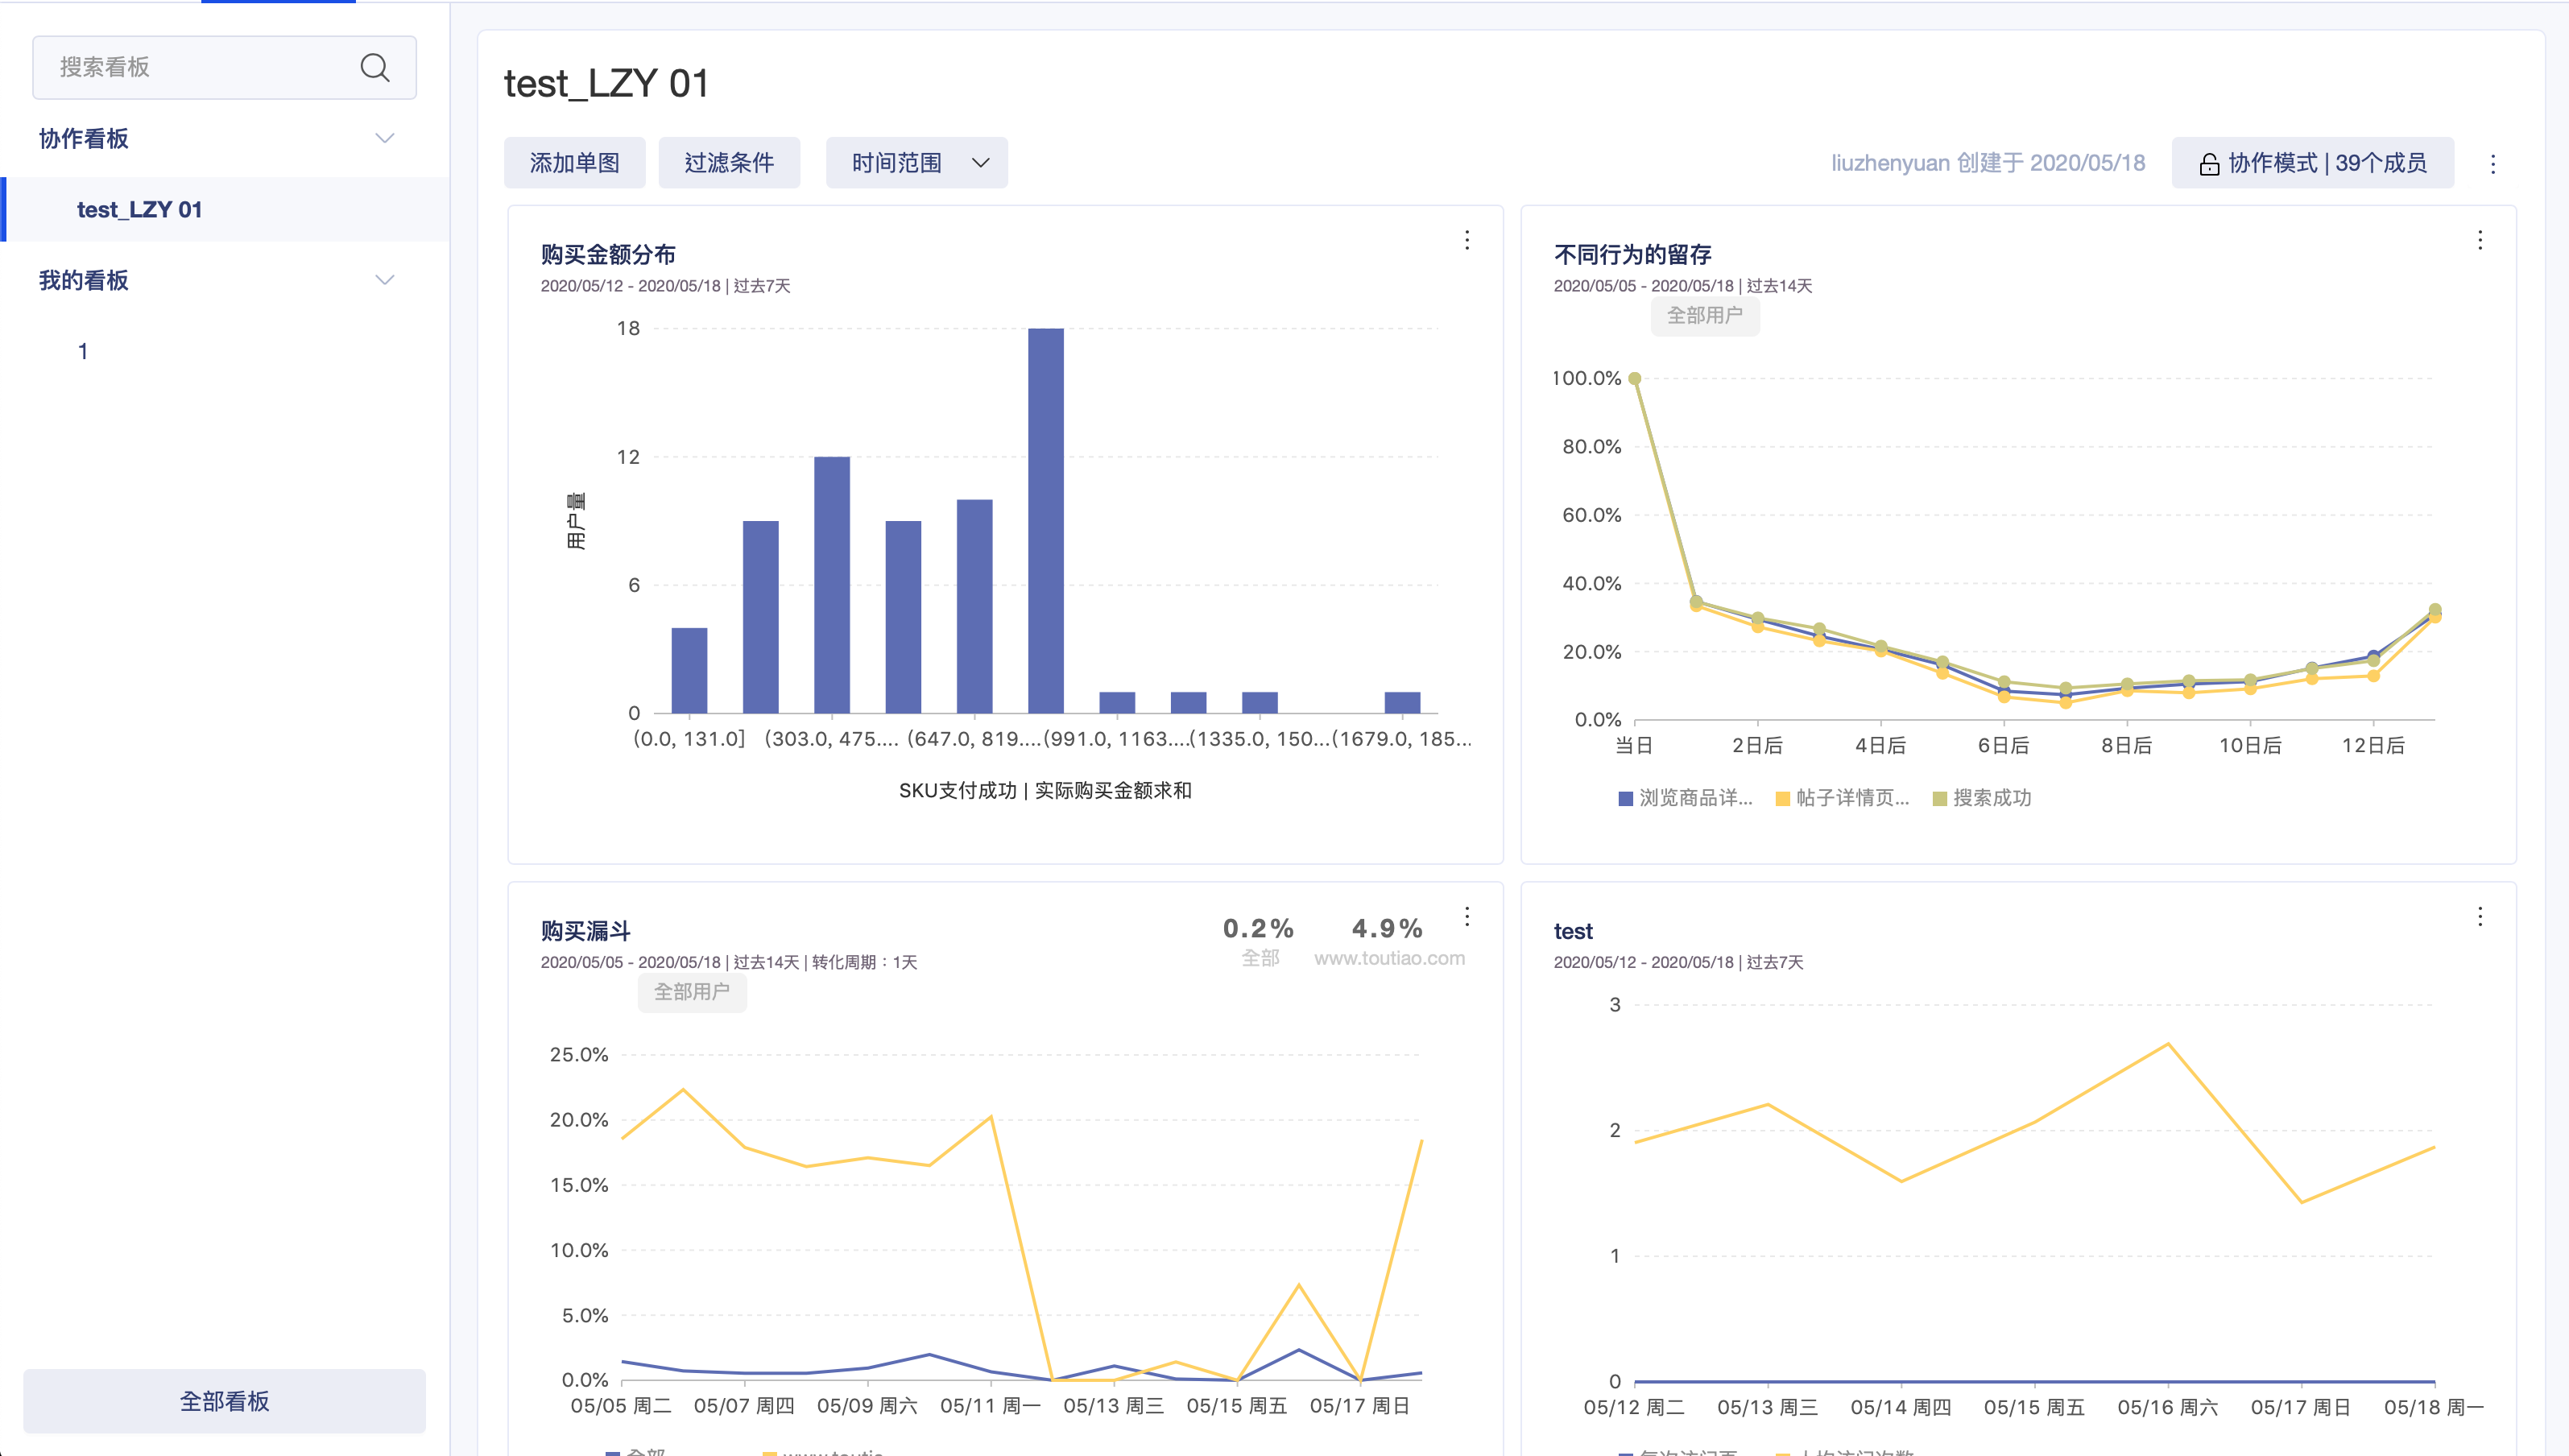 搜索看板
协作看板
test_LZY 01
我的看板
1
全部看板
test_LZY 01
添加单图 过滤条件 时间范围
liuzhenyuan 创建于 2020/05/18 协作模式 | 39个成员
购买金额分布
2020/05/12 - 2020/05/18 | 过去7天
18
12
6
0
用户量
(0.0, 131.0] (303.0, 475.... (647.0, 819.... (991.0, 1163.... (1335.0, 150... (1679.0, 185...
SKU支付成功 | 实际购买金额求和
不同行为的留存
2020/05/05 - 2020/05/18 | 过去14天
全部用户
100.0%
80.0%
60.0%
40.0%
20.0%
0.0%
当日 2日后 4日后 6日后 8日后 10日后 12日后
浏览商品详... 帖子详情页... 搜索成功
购买漏斗
2020/05/05 - 2020/05/18 | 过去14天 | 转化周期：1天
全部用户
0.2% 4.9%
全部 www.toutiao.com
25.0%
20.0%
15.0%
10.0%
5.0%
0.0%
05/05 周二 05/07 周四 05/09 周六 05/11 周一 05/13 周三 05/15 周五 05/17 周日
全部 www.toutia
test
2020/05/12 - 2020/05/18 | 过去7天
3
2
1
0
05/12 周二 05/13 周三 05/14 周四 05/15 周五 05/16 周六 05/17 周日 05/18 周一